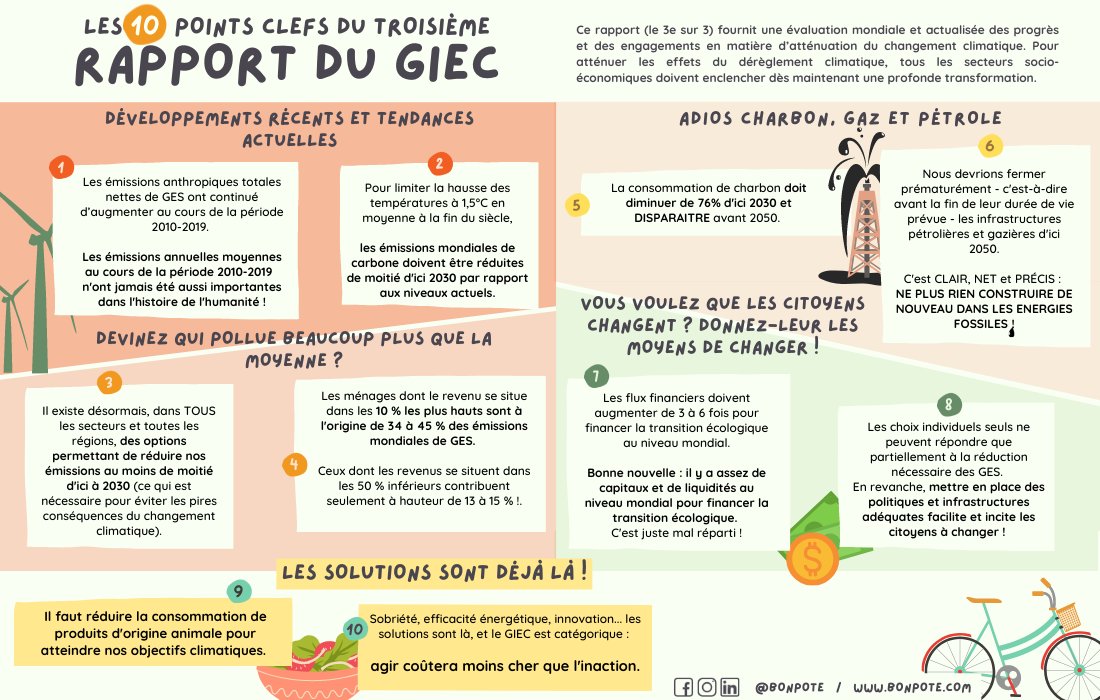 LES 10 POINTS CLEFS DU TROISIÈME
RAPPORT DU GIEC
Ce rapport (le 3e sur 3) fournit une évaluation mondiale et actualisée des progrès
et des engagements en matière d'atténuation du changement climatique. Pour
atténuer les effets du dérèglement climatique, tous les secteurs socio-
économiques doivent enclencher dès maintenant une profonde transformation.
DÉVELOPPEMENTS RÉCENTS ET TENDANCES
ACTUELLES
1
Les émissions anthropiques totales
nettes de GES ont continué
d'augmenter au cours de la période
2010-2019.
Les émissions annuelles moyennes
au cours de la période 2010-2019
n'ont jamais été aussi importantes
dans l'histoire de l'humanité !
2
Pour limiter la hausse des
températures à 1,5°C en
moyenne à la fin du siècle,
les émissions mondiales de
carbone doivent être réduites
de moitié d'ici 2030 par rapport
aux niveaux actuels.
DEVINEZ QUI POLLUE BEAUCOUP PLUS QUE LA
MOYENNE ?
3
Il existe désormais, dans TOUS
les secteurs et toutes les
régions, des options
permettant de réduire nos
émissions au moins de moitié
d'ici à 2030 (ce qui est
nécessaire pour éviter les pires
conséquences du changement
climatique).
4
Les ménages dont le revenu se situe
dans les 10 % les plus hauts sont à
l'origine de 34 à 45 % des émissions
mondiales de GES.
Ceux dont les revenus se situent dans
les 50 % inférieurs contribuent
seulement à hauteur de 13 à 15 % !.
ADIOS CHARBON, GAZ ET PÉTROLE
5
La consommation de charbon doit
diminuer de 76% d'ici 2030 et
DISPARAITRE avant 2050.
6
Nous devrions fermer
prématurément - c'est-à-dire
avant la fin de leur durée de vie
prévue - les infrastructures
pétrolières et gazières d'ici
2050.
C'est CLAIR, NET et PRÉCIS :
NE PLUS RIEN CONSTRUIRE DE
NOUVEAU DANS LES ENERGIES
FOSSILES !
VOUS VOULEZ QUE LES CITOYENS
CHANGENT ? DONNEZ-LEUR LES
MOYENS DE CHANGER !
7
Les flux financiers doivent
augmenter de 3 à 6 fois pour
financer la transition écologique
au niveau mondial.
Bonne nouvelle : il y a assez de
capitaux et de liquidités au
niveau mondial pour financer la
transition écologique.
C'est juste mal réparti !
8
Les choix individuels seuls ne
peuvent répondre que
partiellement à la réduction
nécessaire des GES.
En revanche, mettre en place des
politiques et infrastructures
adéquates facilite et incite les
citoyens à changer !
$
LES SOLUTIONS SONT DÉJÀ LÀ !
9
Il faut réduire la consommation de
produits d'origine animale pour
atteindre nos objectifs climatiques.
10
Sobriété, efficacité énergétique, innovation... les
solutions sont là, et le GIEC est catégorique :
agir coûtera moins cher que l'inaction.
@BONPOTE / WWW.BONPOTE.COM